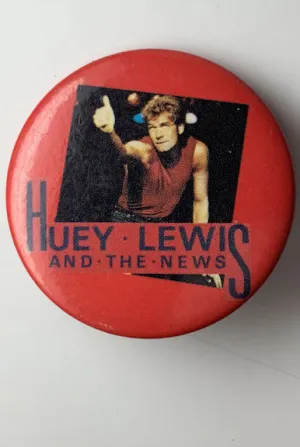 HUEY · LEWIS
AND · THE · NEWS